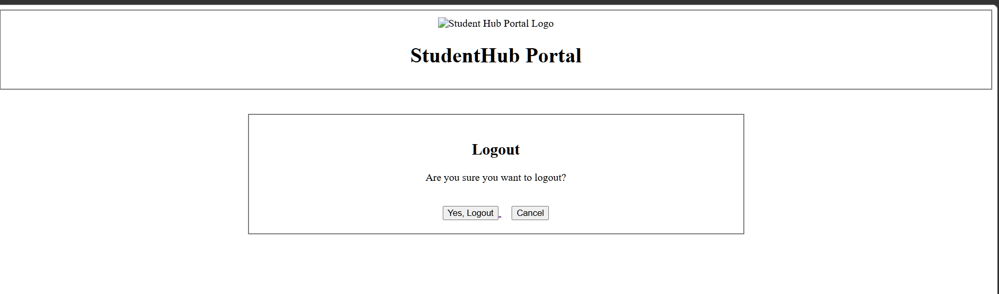 Student Hub Portal Logo
StudentHub Portal
Logout
Are you sure you want to logout?
Yes, Logout Cancel